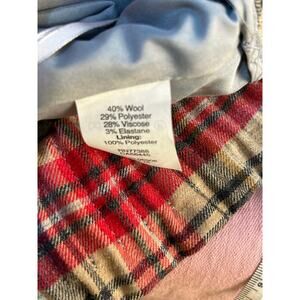 40% Wool
29% Polyester
28% Viscose
3% Elastane
Lining:
100% Polyester